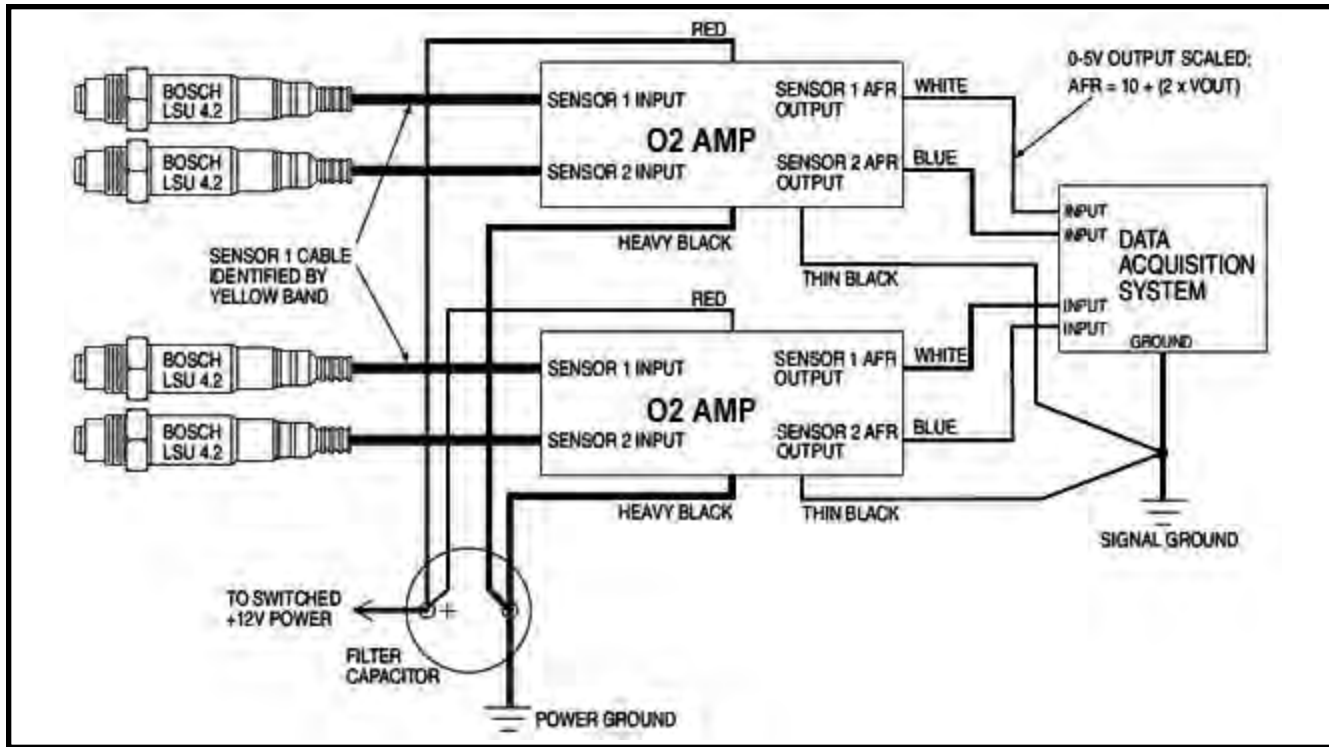 RED
BOSCH
LSU 4.2
SENSOR 1 INPUT
SENSOR 1 AFR
OUTPUT
WHITE
0-5V OUTPUT SCALED:
AFR = 10 + (2 x VOUT)
O2 AMP
BOSCH
LSU 4.2
SENSOR 2 INPUT
SENSOR 2 AFR
OUTPUT
BLUE
INPUT
INPUT
DATA
ACQUISITION
SYSTEM
INPUT
INPUT
GROUND
HEAVY BLACK
THIN BLACK
SENSOR 1 CABLE
IDENTIFIED BY
YELLOW BAND
RED
BOSCH
LSU 4.2
SENSOR 1 INPUT
SENSOR 1 AFR
OUTPUT
WHITE
O2 AMP
BOSCH
LSU 4.2
SENSOR 2 INPUT
SENSOR 2 AFR
OUTPUT
BLUE
HEAVY BLACK
THIN BLACK
SIGNAL GROUND
TO SWITCHED
+12V POWER
+
FILTER
CAPACITOR
POWER GROUND